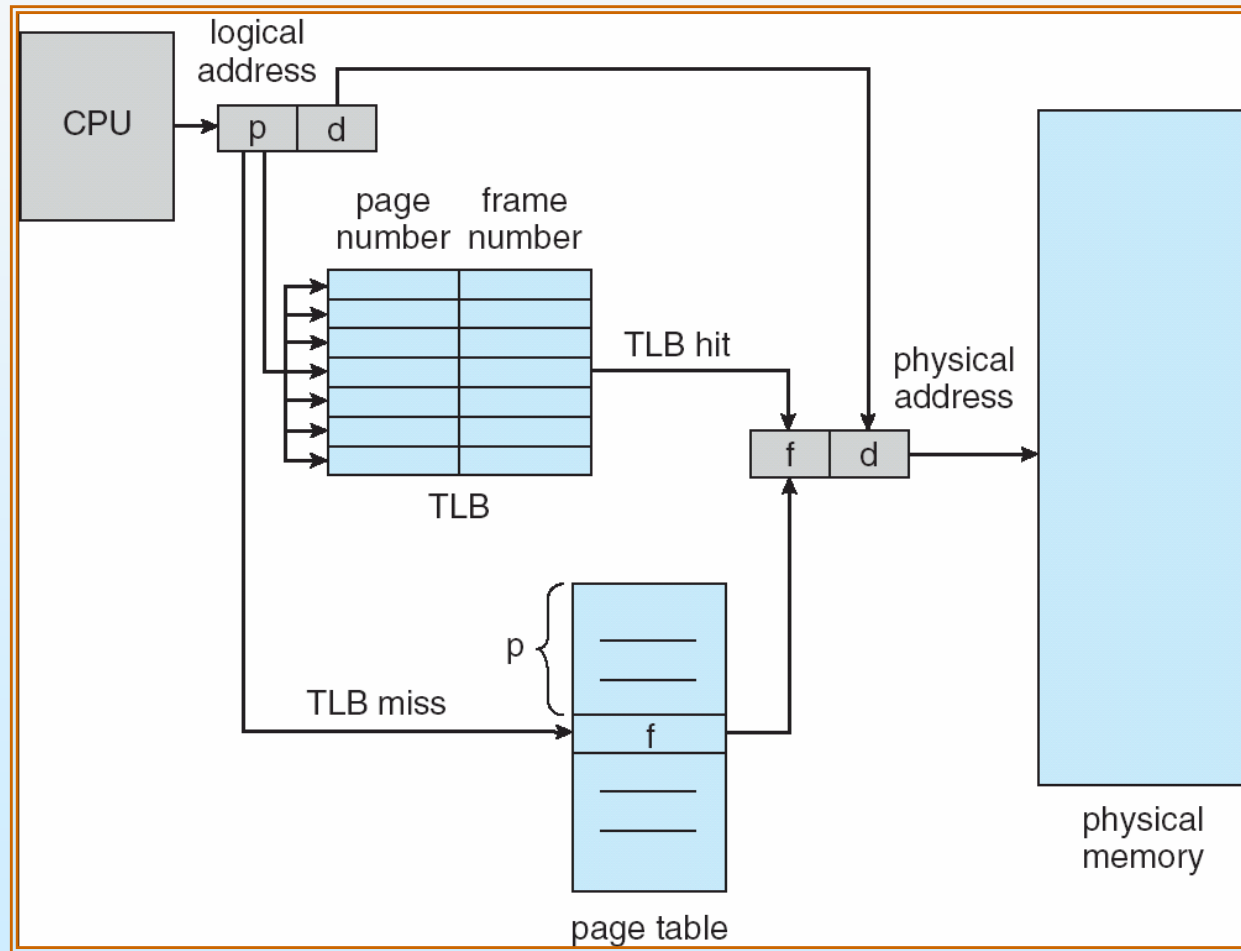 logical
address
CPU
p d
page frame
number number
TLB hit
physical
address
f d
TLB
p
TLB miss
f
physical
memory
page table